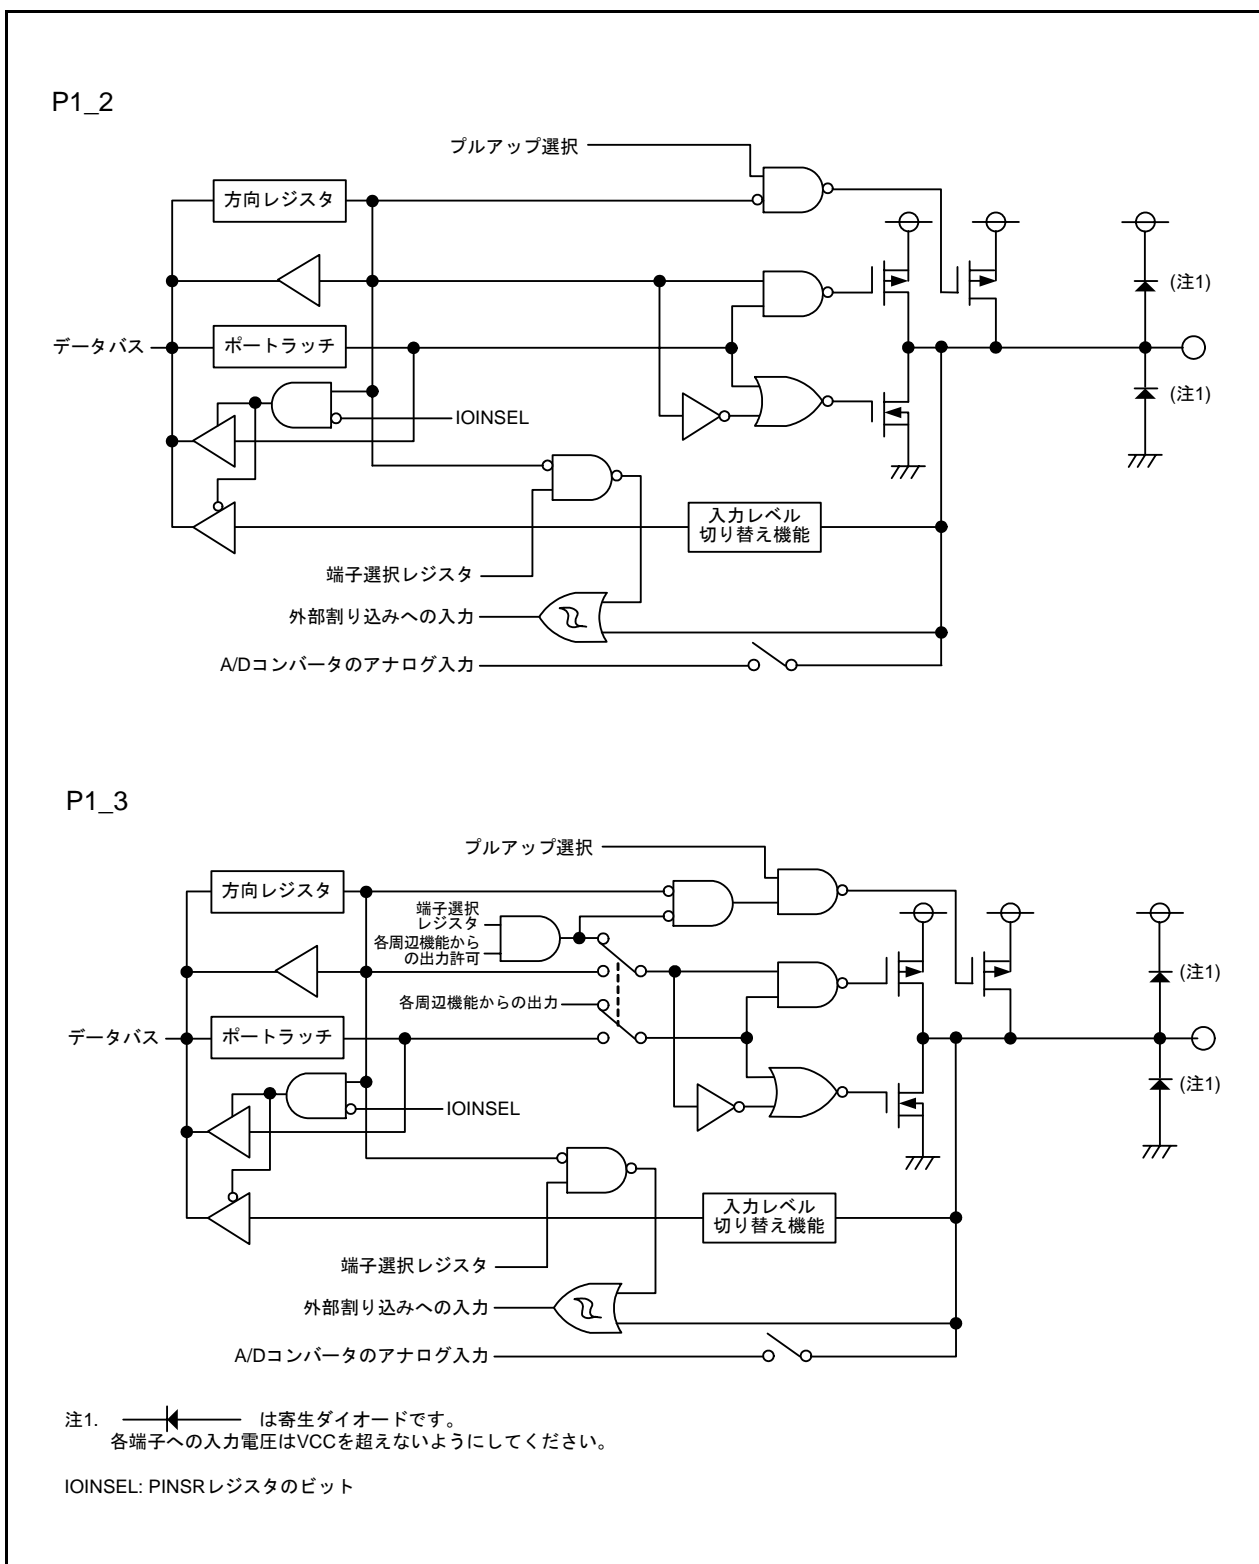 P1_2
プルアップ選択
方向レジスタ
(注1)
データバス
ポートラッチ
IOINSEL
(注1)
入力レベル
切り替え機能
端子選択レジスタ
外部割り込みへの入力
A/Dコンバータのアナログ入力
P1_3
プルアップ選択
方向レジスタ
端子選択
レジスタ
各周辺機能から
の出力許可
(注1)
各周辺機能からの出力
データバス
ポートラッチ
IOINSEL
(注1)
入力レベル
切り替え機能
端子選択レジスタ
外部割り込みへの入力
A/Dコンバータのアナログ入力
注1. は寄生ダイオードです。
各端子への入力電圧はVCCを超えないようにしてください。
IOINSEL: PINSRレジスタのビット